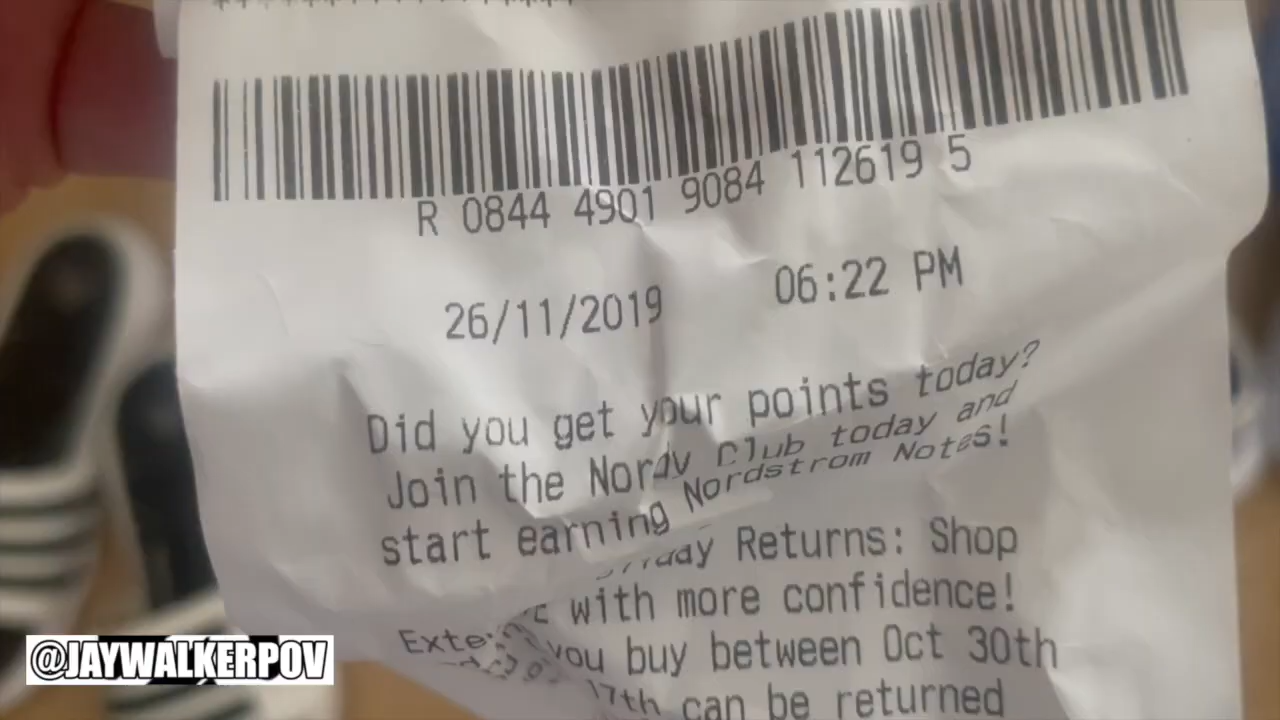 R 0844 4901 9084 112619 5
26/11/2019 06:22 PM
Did you get your points today?
Join the Nordy Club today and
start earning Nordstrom Notes!
Returns: Shop
with more confidence!
you buy between Oct 30th
17th can be returned
@JAYWALKERPOV